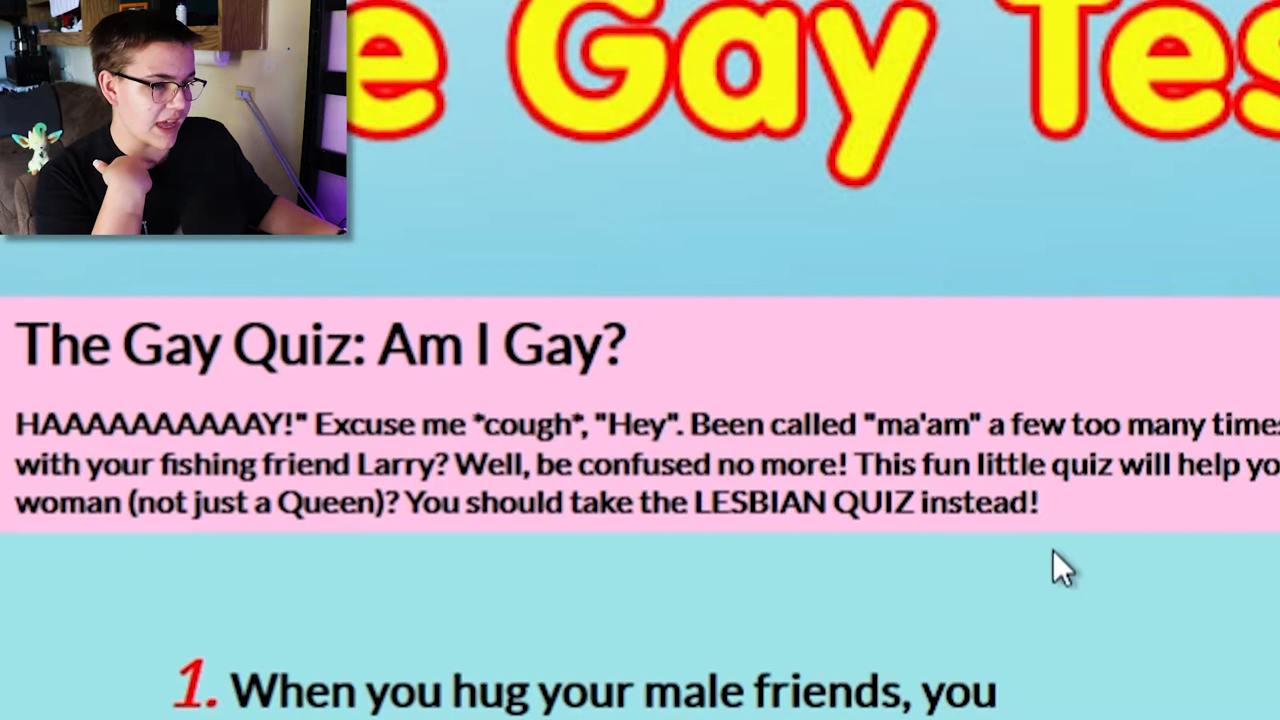 e Gay Tes
The Gay Quiz: Am I Gay?
HAAAAAAAAAAY!" Excuse me *cough*, "Hey". Been called "ma'am" a few too many time
with your fishing friend Larry? Well, be confused no more! This fun little quiz will help yo
woman (not just a Queen)? You should take the LESBIAN QUIZ instead!
1. When you hug your male friends, you